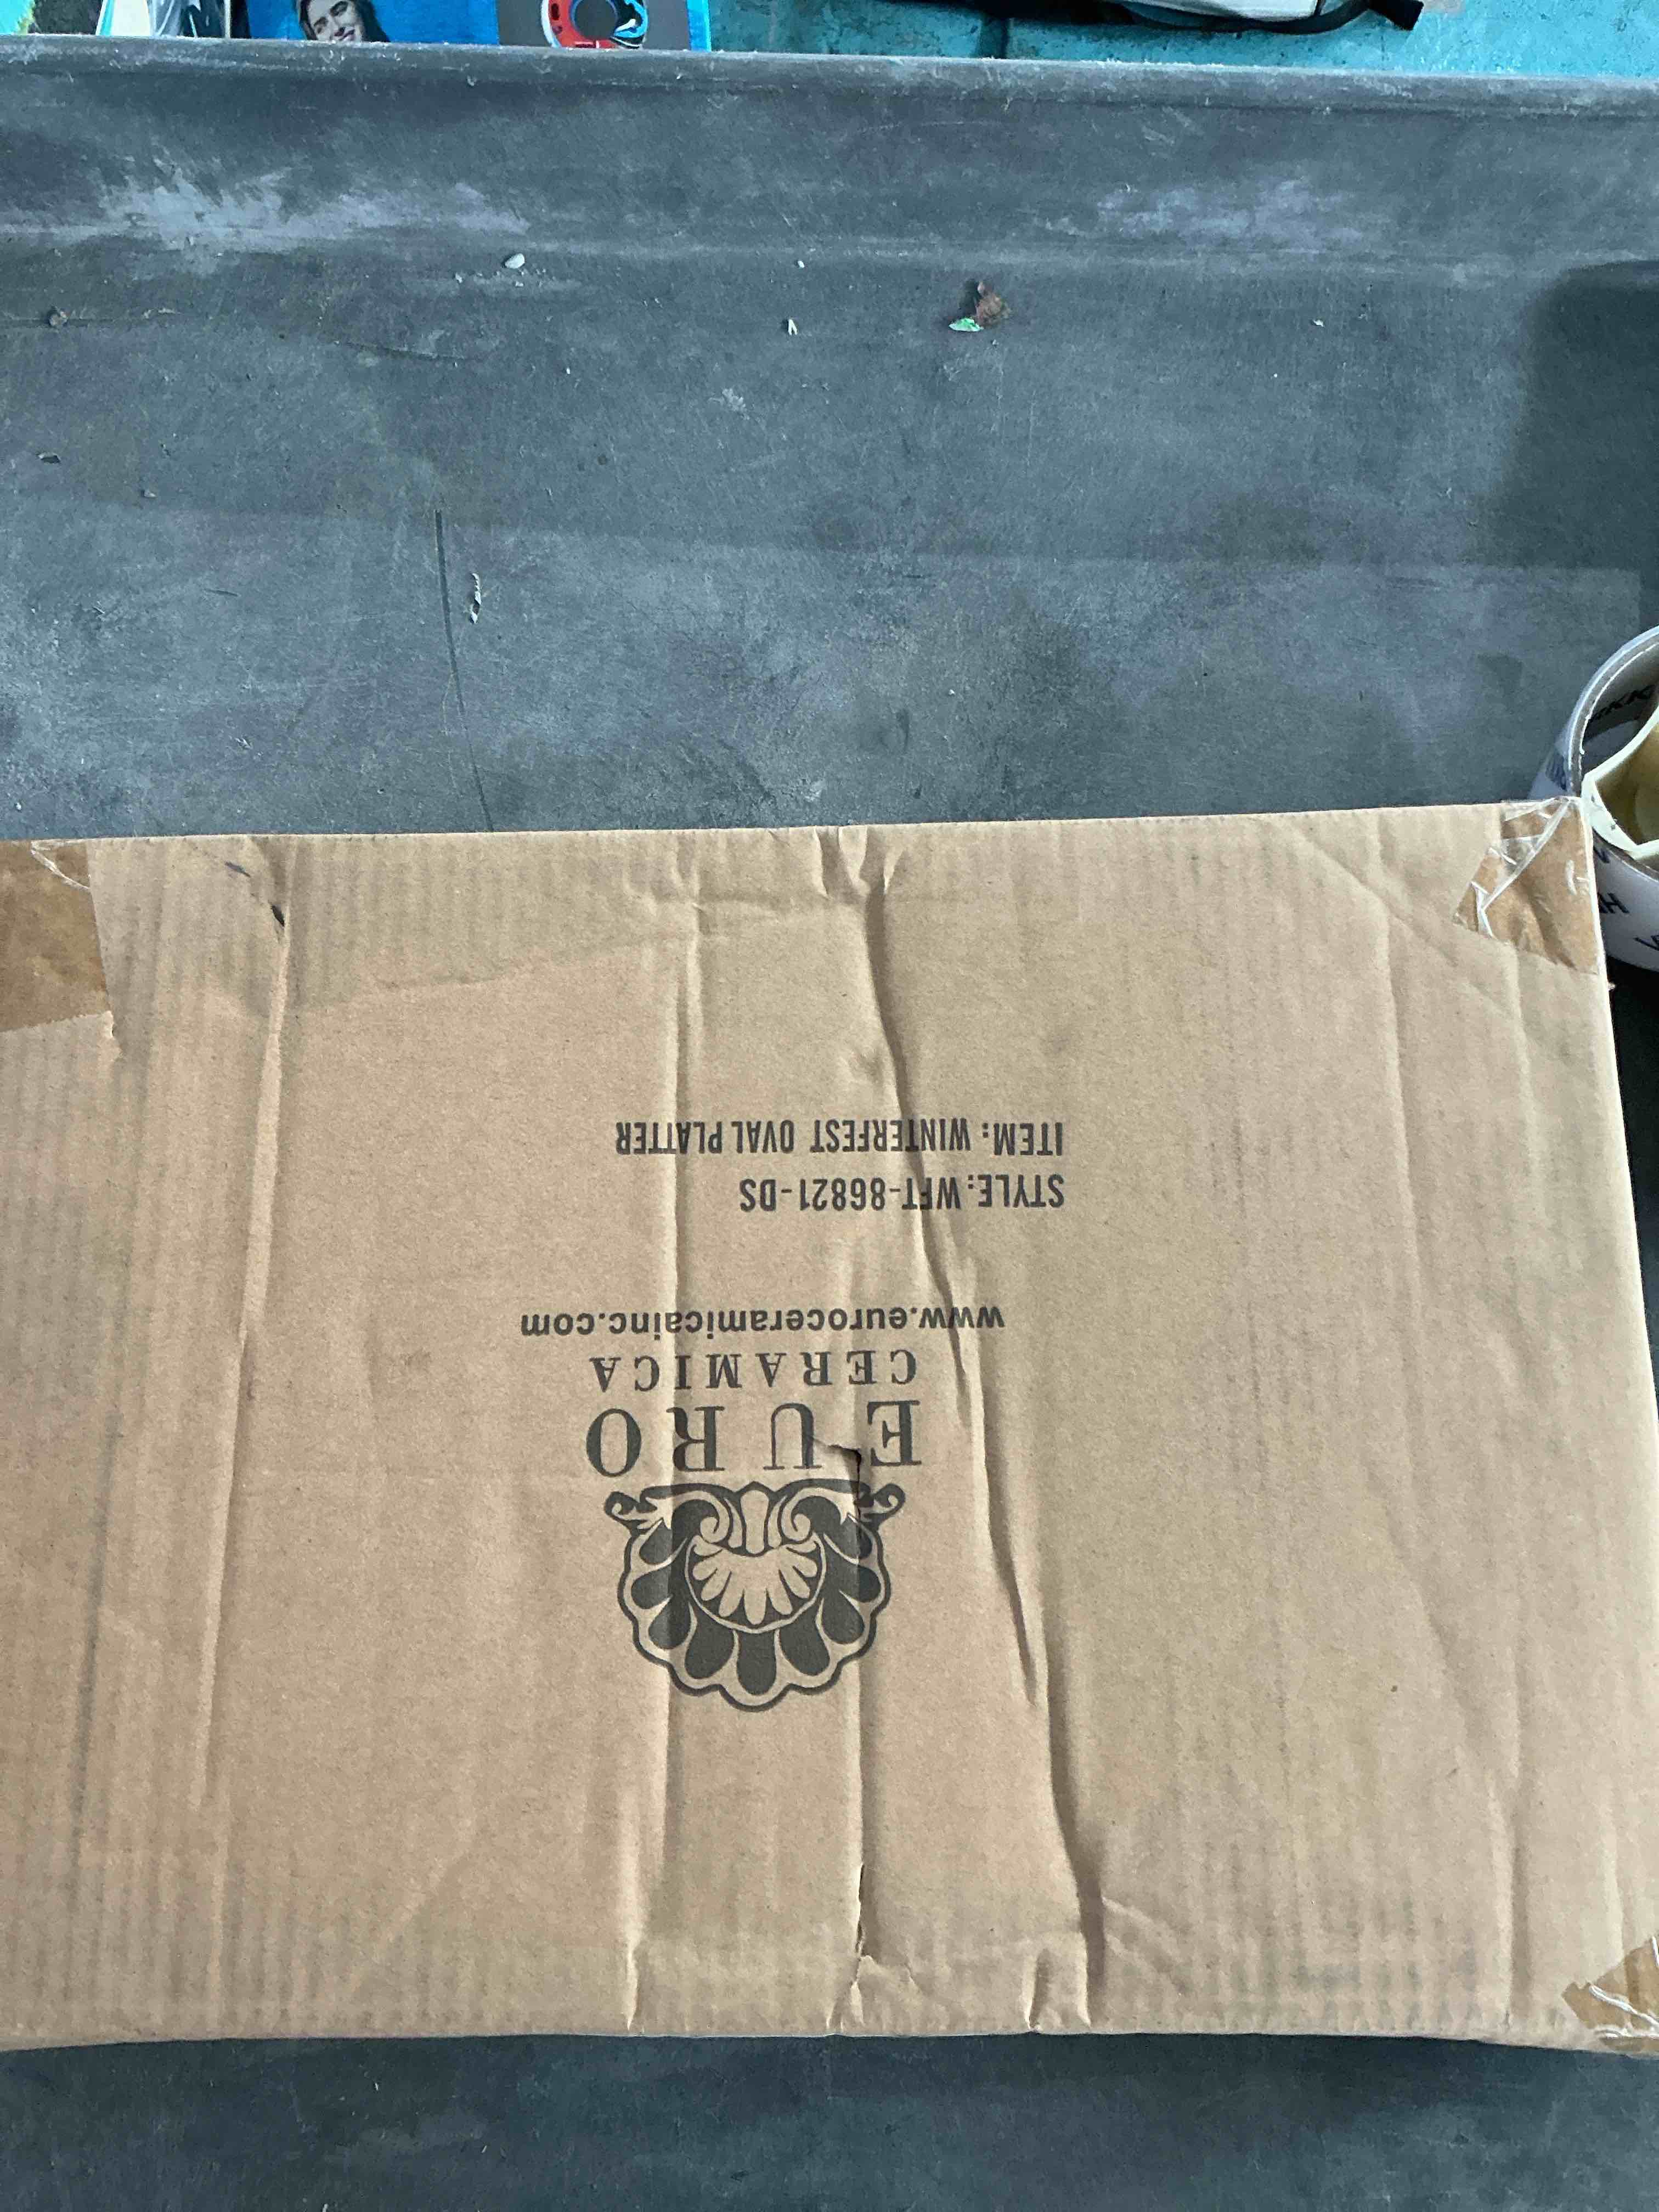 EURO
CERAMICA
www.euroceramicainc.com
STYLE: WFT-86821-DS
ITEM: WINTERFEST OVAL PLATTER